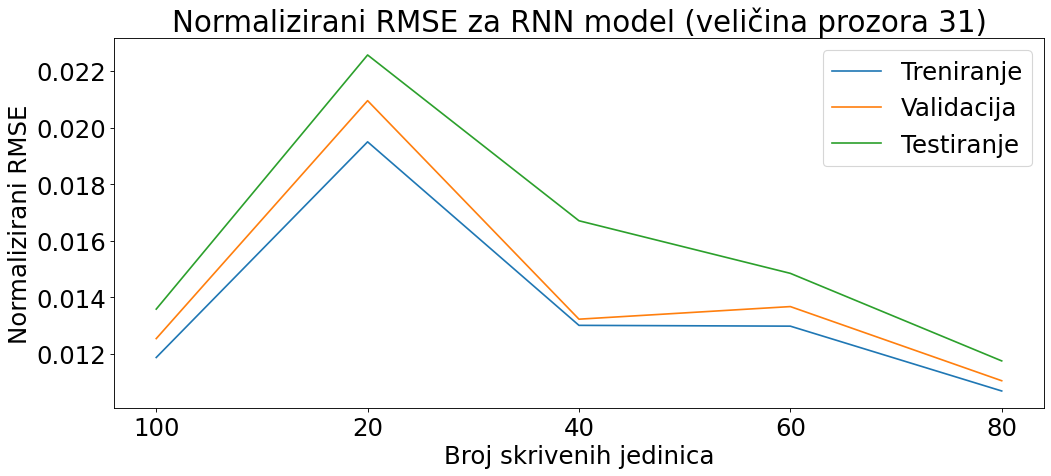 Normalizirani RMSE za RNN model (veličina prozora 31)
Normalizirani RMSE
0.022
0.020
0.018
0.016
0.014
0.012
Treniranje
Validacija
Testiranje
100 20 40 60 80
Broj skrivenih jedinica